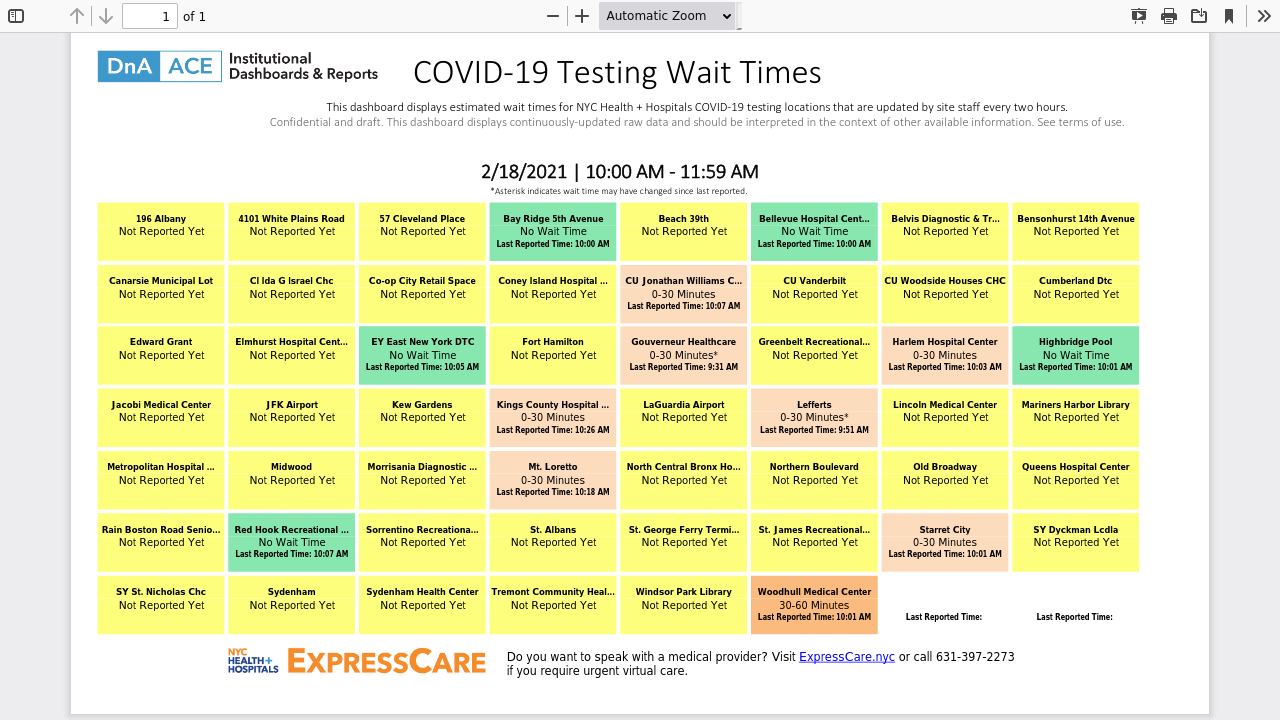 1 of 1 Automatic Zoom
DnA ACE Institutional
Dashboards & Reports
COVID-19 Testing Wait Times
This dashboard displays estimated wait times for NYC Health + Hospitals COVID-19 testing locations that are updated by site staff every two hours.
Confidential and draft. This dashboard displays continuously-updated raw data and should be interpreted in the context of other available information. See terms of use.
2/18/2021 | 10:00 AM - 11:59 AM
*Asterisk indicates wait time may have changed since last reported.
196 Albany
Not Reported Yet
4101 White Plains Road
Not Reported Yet
57 Cleveland Place
Not Reported Yet
Bay Ridge 5th Avenue
No Wait Time
Last Reported Time: 10:00 AM
Beach 39th
Not Reported Yet
Bellevue Hospital Cent...
No Wait Time
Last Reported Time: 10:00 AM
Belvis Diagnostic & Tr...
Not Reported Yet
Bensonhurst 14th Avenue
Not Reported Yet
Canarsie Municipal Lot
Not Reported Yet
Cl Ida G Israel Chc
Not Reported Yet
Co-op City Retail Space
Not Reported Yet
Coney Island Hospital ...
Not Reported Yet
CU Jonathan Williams C...
0-30 Minutes
Last Reported Time: 10:07 AM
CU Vanderbilt
Not Reported Yet
CU Woodside Houses CHC
Not Reported Yet
Cumberland Dtc
Not Reported Yet
Edward Grant
Not Reported Yet
Elmhurst Hospital Cent...
Not Reported Yet
EY East New York DTC
No Wait Time
Last Reported Time: 10:05 AM
Fort Hamilton
Not Reported Yet
Gouverneur Healthcare
0-30 Minutes*
Last Reported Time: 9:31 AM
Greenbelt Recreational...
Not Reported Yet
Harlem Hospital Center
0-30 Minutes
Last Reported Time: 10:03 AM
Highbridge Pool
No Wait Time
Last Reported Time: 10:01 AM
Jacobi Medical Center
Not Reported Yet
JFK Airport
Not Reported Yet
Kew Gardens
Not Reported Yet
Kings County Hospital ...
0-30 Minutes
Last Reported Time: 10:26 AM
LaGuardia Airport
Not Reported Yet
Lefferts
0-30 Minutes*
Last Reported Time: 9:51 AM
Lincoln Medical Center
Not Reported Yet
Mariners Harbor Library
Not Reported Yet
Metropolitan Hospital ...
Not Reported Yet
Midwood
Not Reported Yet
Morrisania Diagnostic ...
Not Reported Yet
Mt. Loretto
0-30 Minutes
Last Reported Time: 10:18 AM
North Central Bronx Ho...
Not Reported Yet
Northern Boulevard
Not Reported Yet
Old Broadway
Not Reported Yet
Queens Hospital Center
Not Reported Yet
Rain Boston Road Senio...
Not Reported Yet
Red Hook Recreational ...
No Wait Time
Last Reported Time: 10:07 AM
Sorrentino Recreationa...
Not Reported Yet
St. Albans
Not Reported Yet
St. George Ferry Termi...
Not Reported Yet
St. James Recreational...
Not Reported Yet
Starret City
0-30 Minutes
Last Reported Time: 10:01 AM
SY Dyckman Lcdla
Not Reported Yet
SY St. Nicholas Chc
Not Reported Yet
Sydenham
Not Reported Yet
Sydenham Health Center
Not Reported Yet
Tremont Community Heal...
Not Reported Yet
Windsor Park Library
Not Reported Yet
Woodhull Medical Center
30-60 Minutes
Last Reported Time: 10:01 AM
Last Reported Time:
Last Reported Time:
NYC
HEALTH+
HOSPITALS
EXPRESSCARE
Do you want to speak with a medical provider? Visit ExpressCare.nyc or call 631-397-2273
if you require urgent virtual care.